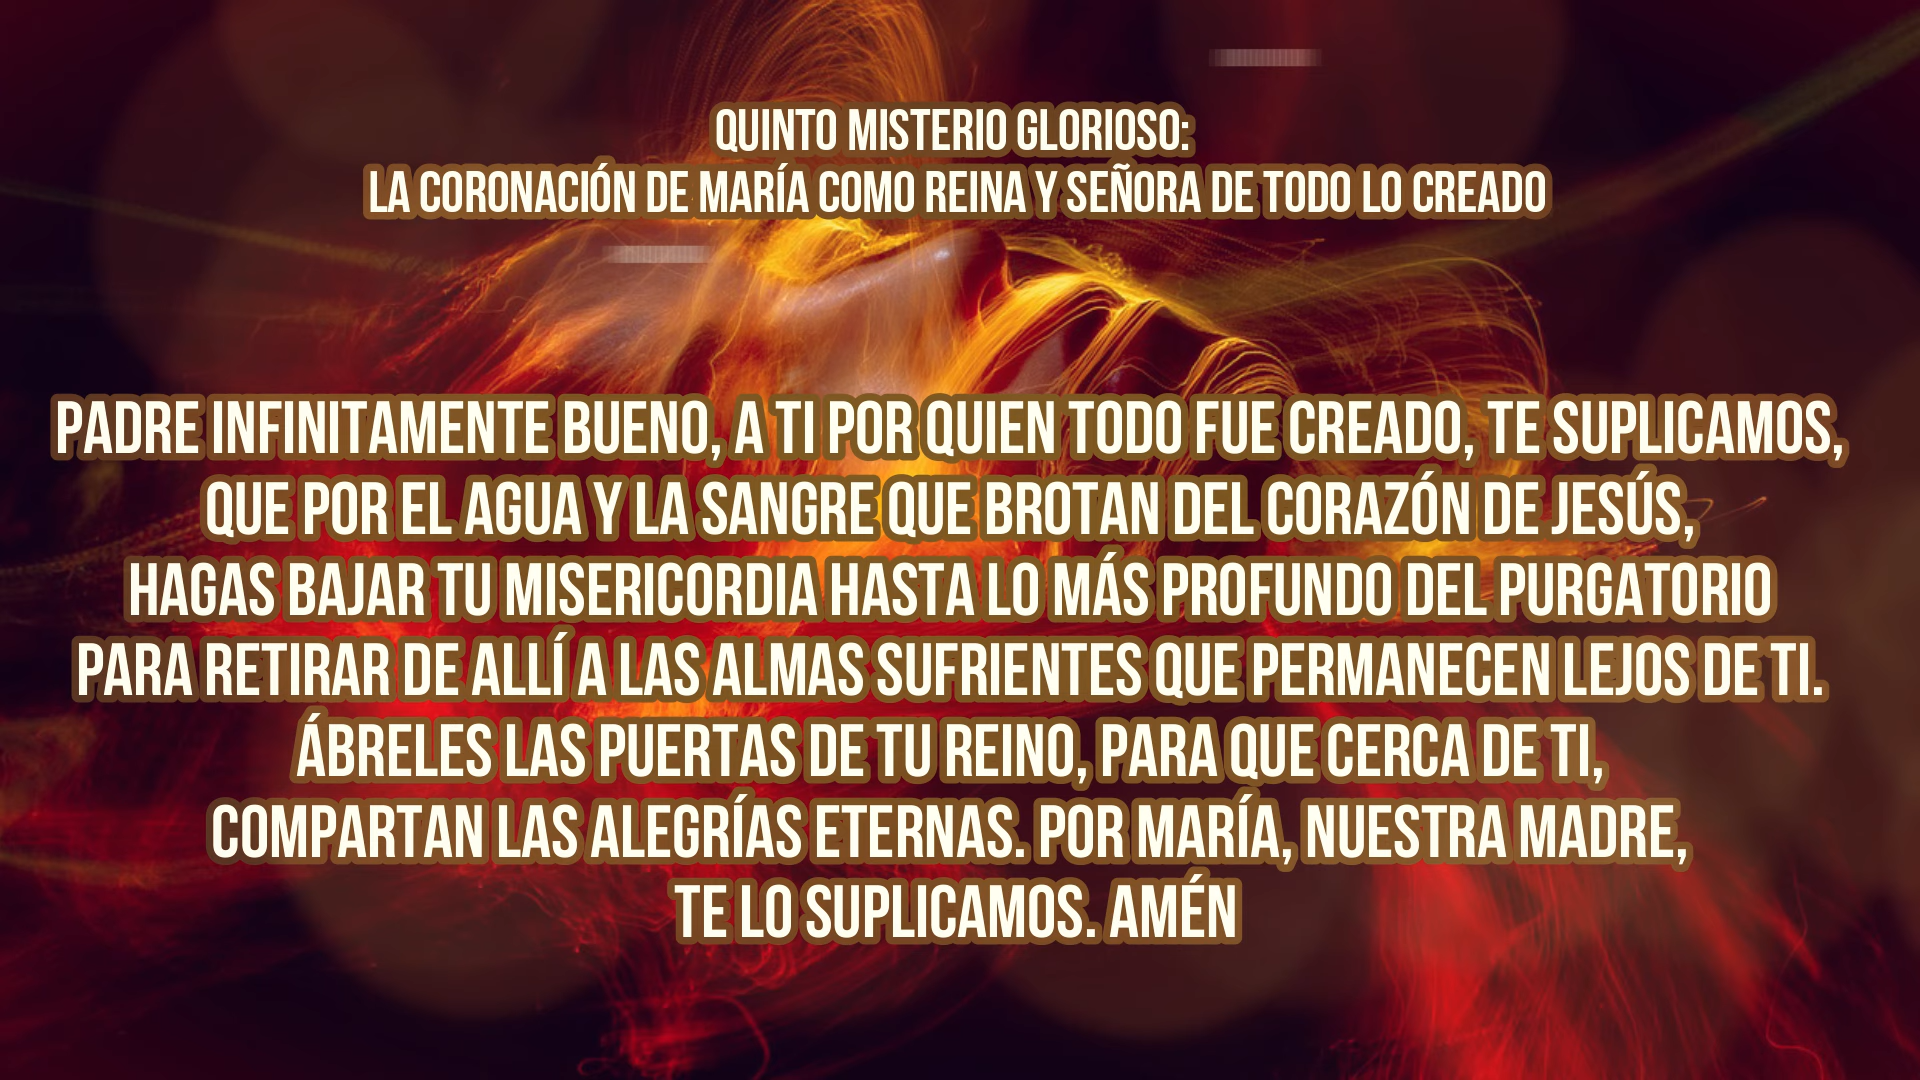 QUINTO MISTERIO GLORIOSO:
LA CORONACIÓN DE MARÍA COMO REINA Y SEÑORA DE TODO LO CREADO
PADRE INFINITAMENTE BUENO, A TI POR QUIEN TODO FUE CREADO, TE SUPLICAMOS,
QUE POR EL AGUA Y LA SANGRE QUE BROTAN DEL CORAZÓN DE JESÚS,
HAGAS BAJAR TU MISERICORDIA HASTA LO MÁS PROFUNDO DEL PURGATORIO
PARA RETIRAR DE ALLÍ A LAS ALMAS SUFRIENTES QUE PERMANECEN LEJOS DE TI.
ÁBRELES LAS PUERTAS DE TU REINO, PARA QUE CERCA DE TI,
COMPARTAN LAS ALEGRÍAS ETERNAS. POR MARÍA, NUESTRA MADRE,
TE LO SUPLICAMOS. AMÉN